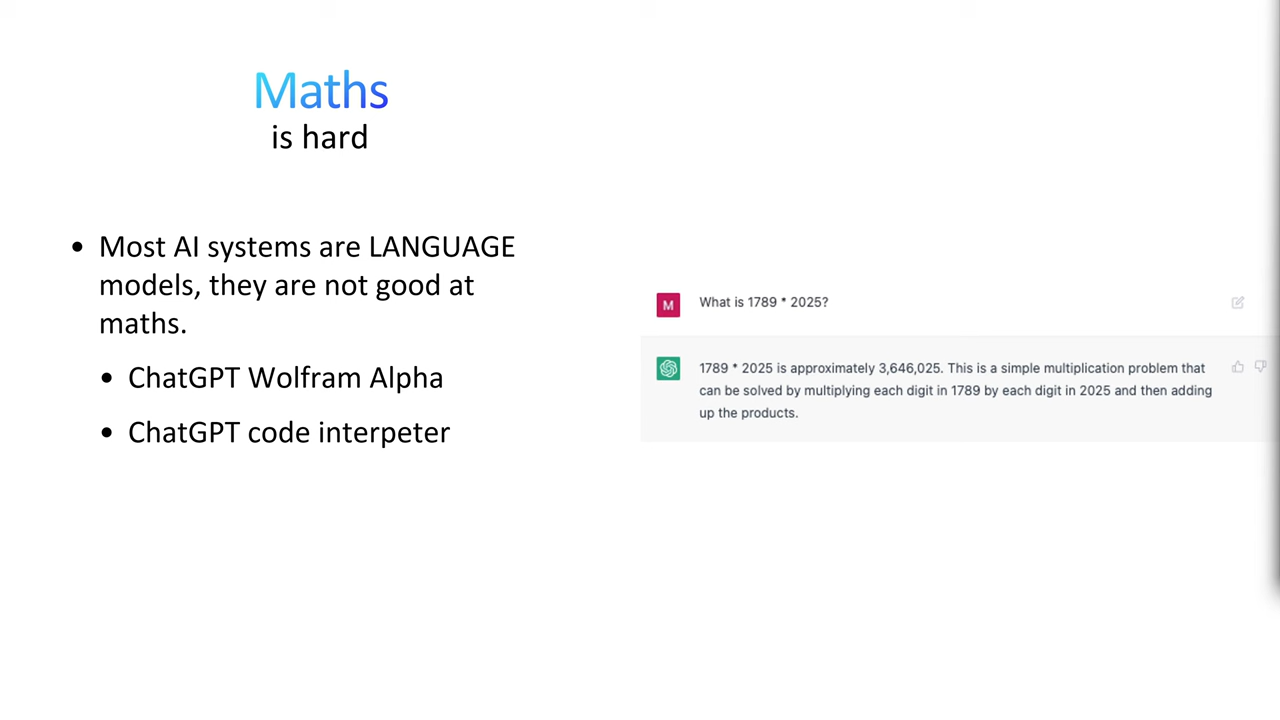 Maths
is hard
• Most AI systems are LANGUAGE
models, they are not good at
maths.
• ChatGPT Wolfram Alpha
• ChatGPT code interpeter
M
What is 1789 * 2025?
1789 * 2025 is approximately 3,646,025. This is a simple multiplication problem that
can be solved by multiplying each digit in 1789 by each digit in 2025 and then adding
up the products.